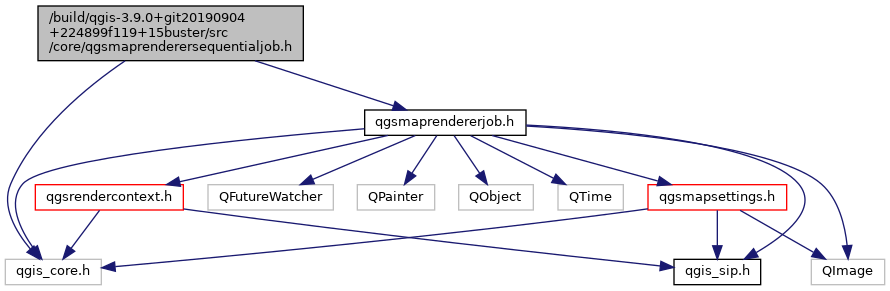 /build/qgis-3.9.0+git20190904
+224899f119+15buster/src
/core/qgsmaprenderersequentialjob.h
qgsmaprendererjob.h
qgsrendercontext.h
QFutureWatcher
QPainter
QObject
QTime
qgsmapsettings.h
qgis_core.h
qgis_sip.h
QImage